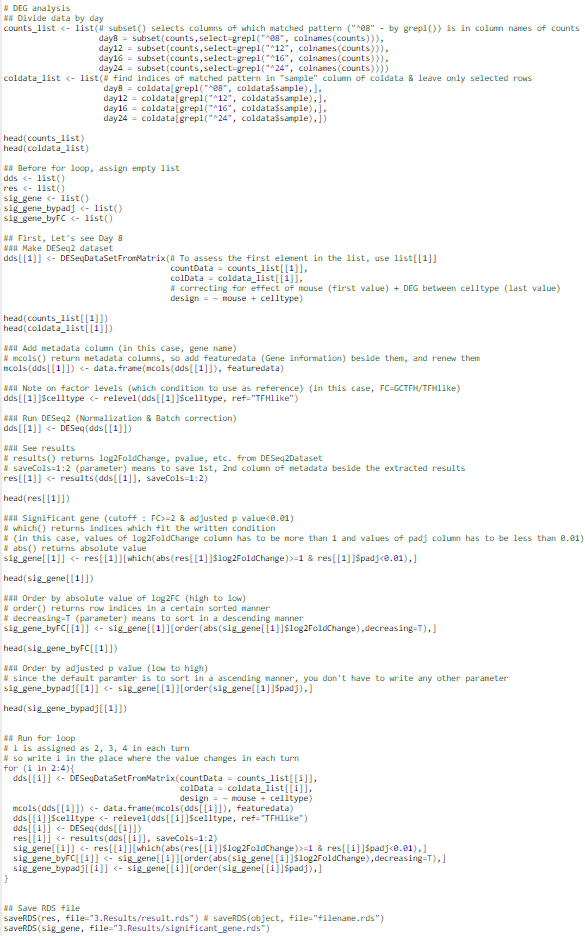 # DEG analysis
## Divide data by day
counts_list <- list(# subset() selects columns of which matched pattern ("^08" - by grepl()) is in column names of counts
day8 = subset(counts,select=grepl("^08", colnames(counts))),
day12 = subset(counts,select=grepl("^12", colnames(counts))),
day16 = subset(counts,select=grepl("^16", colnames(counts))),
day24 = subset(counts,select=grepl("^24", colnames(counts))))
coldata_list <- list(# find indices of matched pattern in "sample" column of coldata & leave only selected rows
day8 = coldata[grepl("^08", coldata$sample),],
day12 = coldata[grepl("^12", coldata$sample),],
day16 = coldata[grepl("^16", coldata$sample),],
day24 = coldata[grepl("^24", coldata$sample),])
head(counts_list)
head(coldata_list)
## Before for loop, assign empty list
dds <- list()
res <- list()
sig_gene <- list()
sig_gene_bypadj <- list()
sig_gene_byFC <- list()
## First, Let's see Day 8
### Make DESeq2 dataset
dds[[1]] <- DESeqDataSetFromMatrix(# To assess the first element in the list, use list[[1]]
countData = counts_list[[1]],
colData = coldata_list[[1]],
# correcting for effect of mouse (first value) + DEG between celltype (last value)
design = ~ mouse + celltype)
head(counts_list[[1]])
head(coldata_list[[1]])
### Add metadata column (in this case, gene name)
# mcols() return metadata columns, so add featuredata (Gene information) beside them, and renew them
mcols(dds[[1]]) <- data.frame(mcols(dds[[1]]), featuredata)
### Note on factor levels (which condition to use as reference) (in this case, FC=GCTFH/TFHlike)
dds[[1]]$celltype <- relevel(dds[[1]]$celltype, ref="TFHlike")
### Run DESeq2 (Normalization & Batch correction)
dds[[1]] <- DESeq(dds[[1]])
### See results
# results() returns log2FoldChange, pvalue, etc. from DESeq2Dataset
# saveCols=1:2 (parameter) means to save 1st, 2nd column of metadata beside the extracted results
res[[1]] <- results(dds[[1]], saveCols=1:2)
head(res[[1]])
### Significant gene (cutoff : FC>=2 & adjusted p value<0.01)
# which() returns indices which fit the written condition
# (in this case, values of log2FoldChange column has to be more than 1 and values of padj column has to be less than 0.01)
# abs() returns absolute value
sig_gene[[1]] <- res[[1]][which(abs(res[[1]]$log2FoldChange)>=1 & res[[1]]$padj<0.01),]
head(sig_gene[[1]])
### Order by absolute value of log2FC (high to low)
# order() returns row indices in a certain sorted manner
# decreasing=T (parameter) means to sort in a descending manner
sig_gene_byFC[[1]] <- sig_gene[[1]][order(abs(sig_gene[[1]]$log2FoldChange),decreasing=T),]
head(sig_gene_byFC[[1]])
### Order by adjusted p value (low to high)
# since the default paramter is to sort in a ascending manner, you don't have to write any other parameter
sig_gene_bypadj[[1]] <- sig_gene[[1]][order(sig_gene[[1]]$padj),]
head(sig_gene_bypadj[[1]])
## Run for loop
# i is assigned as 2, 3, 4 in each turn
# so write i in the place where the value changes in each turn
for (i in 2:4){
dds[[i]] <- DESeqDataSetFromMatrix(countData = counts_list[[i]],
colData = coldata_list[[i]],
design = ~ mouse + celltype)
mcols(dds[[i]]) <- data.frame(mcols(dds[[i]]), featuredata)
dds[[i]]$celltype <- relevel(dds[[i]]$celltype, ref="TFHlike")
dds[[i]] <- DESeq(dds[[i]])
res[[i]] <- results(dds[[i]], saveCols=1:2)
sig_gene[[i]] <- res[[i]][which(abs(res[[i]]$log2FoldChange)>=1 & res[[i]]$padj<0.01),]
sig_gene_byFC[[i]] <- sig_gene[[i]][order(abs(sig_gene[[i]]$log2FoldChange),decreasing=T),]
sig_gene_bypadj[[i]] <- sig_gene[[i]][order(sig_gene[[i]]$padj),]
}
## Save RDS file
saveRDS(res, file="3.Results/result.rds") # saveRDS(object, file="filename.rds")
saveRDS(sig_gene, file="3.Results/significant_gene.rds")